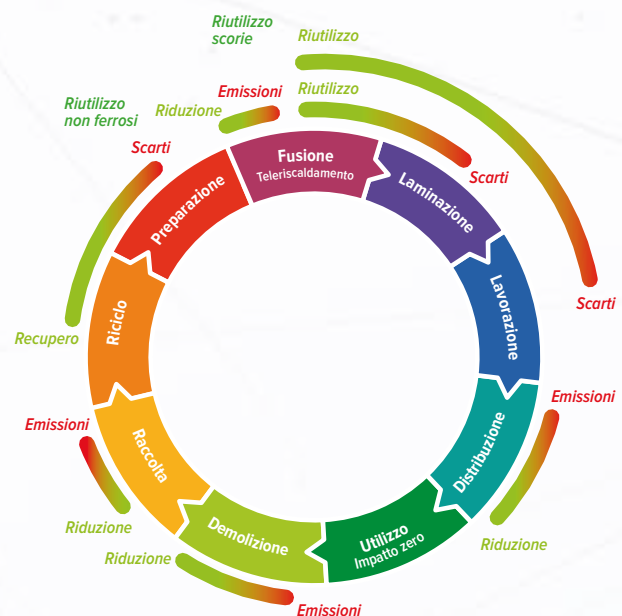 Riutilizzo
scorie
Riutilizzo
Emissioni
Riutilizzo
Riduzione
Riutilizzo
non ferrosi
Scarti
Fusione
Teleriscaldamento
Scarti
Laminazione
Preparazione
Lavorazione
Scarti
Riciclo
Recupero
Emissioni
Distribuzione
Emissioni
Raccolta
Riduzione
Demolizione
Utilizzo
Impatto zero
Riduzione
Riduzione
Emissioni